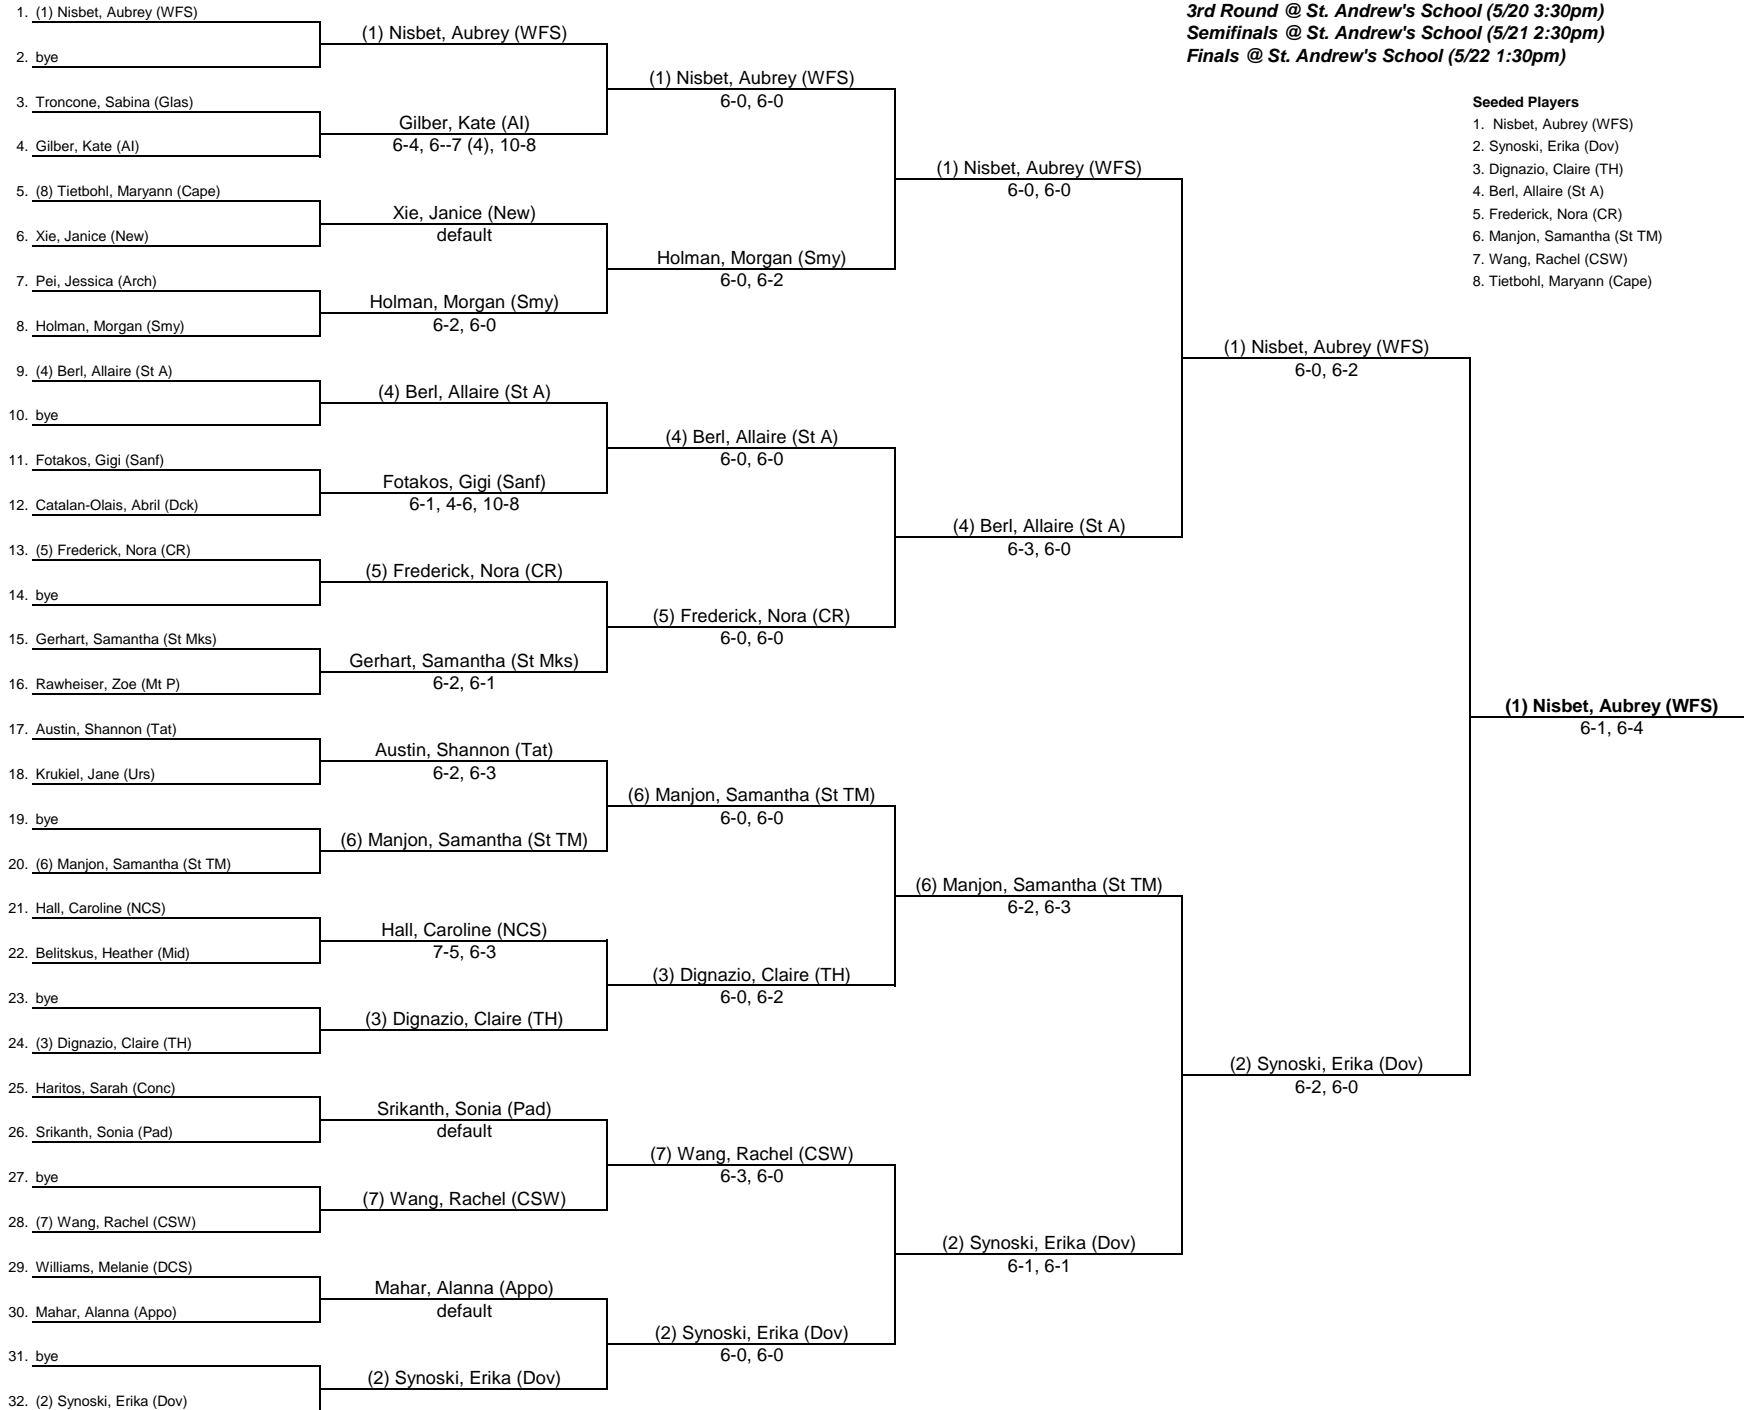 3rd Round @ St. Andrew's School (5/20 3:30pm)
Semifinals @ St. Andrew's School (5/21 2:30pm)
Finals @ St. Andrew's School (5/22 1:30pm)
Seeded Players
1. Nisbet, Aubrey (WFS)
2. Synoski, Erika (Dov)
3. Dignazio, Claire (TH)
4. Berl, Allaire (St A)
5. Frederick, Nora (CR)
6. Manjon, Samantha (St TM)
7. Wang, Rachel (CSW)
8. Tietbohl, Maryann (Cape)
1. (1) Nisbet, Aubrey (WFS)
2. bye
3. Troncone, Sabina (Glas)
4. Gilber, Kate (AI)
5. (8) Tietbohl, Maryann (Cape)
6. Xie, Janice (New)
7. Pei, Jessica (Arch)
8. Holman, Morgan (Smy)
9. (4) Berl, Allaire (St A)
10. bye
11. Fotakos, Gigi (Sanf)
12. Catalan-Olais, Abril (Dck)
13. (5) Frederick, Nora (CR)
14. bye
15. Gerhart, Samantha (St Mks)
16. Rawheiser, Zoe (Mt P)
17. Austin, Shannon (Tat)
18. Krukiel, Jane (Urs)
19. bye
20. (6) Manjon, Samantha (St TM)
21. Hall, Caroline (NCS)
22. Belitskus, Heather (Mid)
23. bye
24. (3) Dignazio, Claire (TH)
25. Haritos, Sarah (Conc)
26. Srikanth, Sonia (Pad)
27. bye
28. (7) Wang, Rachel (CSW)
29. Williams, Melanie (DCS)
30. Mahar, Alanna (Appo)
31. bye
32. (2) Synoski, Erika (Dov)
(1) Nisbet, Aubrey (WFS)
Gilber, Kate (AI)
6-4, 6--7 (4), 10-8
Xie, Janice (New)
default
Holman, Morgan (Smy)
6-2, 6-0
(4) Berl, Allaire (St A)
Fotakos, Gigi (Sanf)
6-1, 4-6, 10-8
(5) Frederick, Nora (CR)
Gerhart, Samantha (St Mks)
6-2, 6-1
Austin, Shannon (Tat)
6-2, 6-3
(6) Manjon, Samantha (St TM)
Hall, Caroline (NCS)
7-5, 6-3
(3) Dignazio, Claire (TH)
Srikanth, Sonia (Pad)
default
(7) Wang, Rachel (CSW)
Mahar, Alanna (Appo)
default
(2) Synoski, Erika (Dov)
(1) Nisbet, Aubrey (WFS)
6-0, 6-0
Holman, Morgan (Smy)
6-0, 6-2
(4) Berl, Allaire (St A)
6-0, 6-0
(5) Frederick, Nora (CR)
6-0, 6-0
(6) Manjon, Samantha (St TM)
6-0, 6-0
(3) Dignazio, Claire (TH)
6-0, 6-2
(7) Wang, Rachel (CSW)
6-3, 6-0
(2) Synoski, Erika (Dov)
6-0, 6-0
(1) Nisbet, Aubrey (WFS)
6-0, 6-0
(4) Berl, Allaire (St A)
6-3, 6-0
(6) Manjon, Samantha (St TM)
6-2, 6-3
(2) Synoski, Erika (Dov)
6-1, 6-1
(1) Nisbet, Aubrey (WFS)
6-0, 6-2
(2) Synoski, Erika (Dov)
6-2, 6-0
(1) Nisbet, Aubrey (WFS)
6-1, 6-4